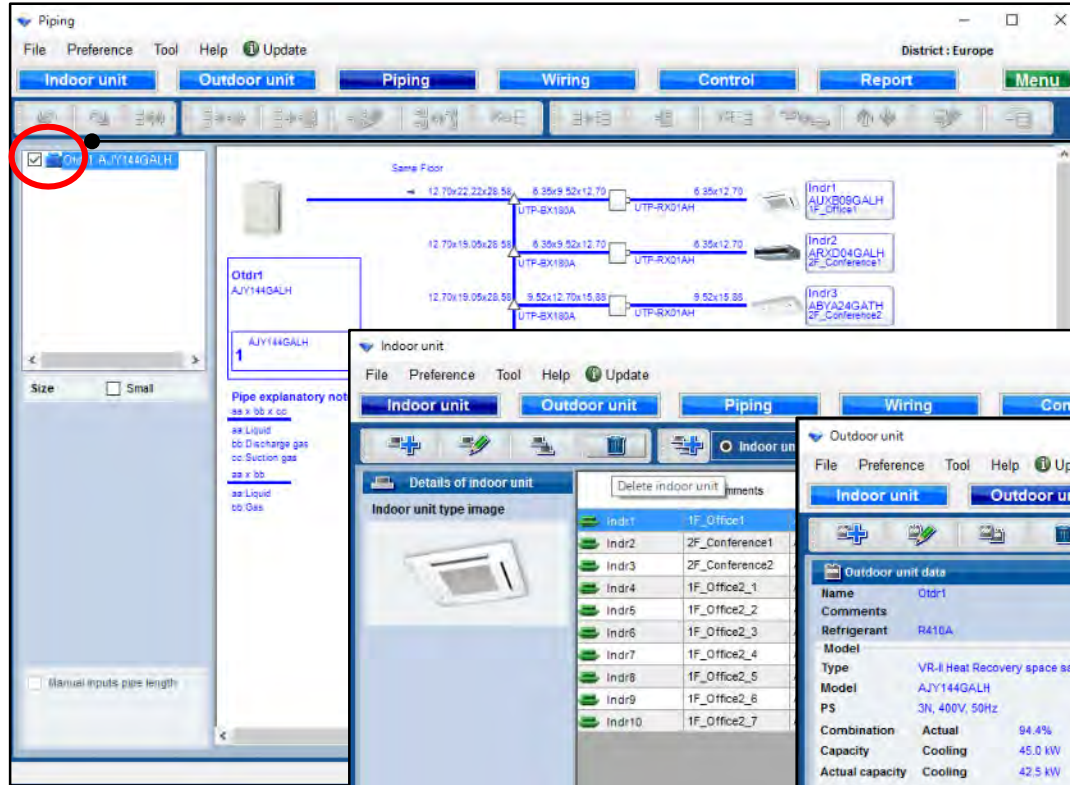 Piping
File Preference Tool Help Update
District : Europe
Indoor unit Outdoor unit Piping Wiring Control Report Menu
Otdr1 AJY144GALH
Size Small
Manual inputs pipe length
Same Floor
12.70x22.22x28.58 6.35x9.52x12.70 6.35x12.70
UTP-BX180A UTP-RX01AH
Indr1
AUXB09GALH
1F_Office1
12.70x19.05x28.58 6.35x9.52x12.70 6.35x12.70
UTP-BX180A UTP-RX01AH
Indr2
ARXD04GALH
2F_Conference1
12.70x19.05x28.58 9.52x12.70x15.88 9.52x15.88
UTP-BX180A UTP-RX01AH
Indr3
ABYA24GATH
2F_Conference2
Otdr1
AJY144GALH
AJY144GALH
1
Pipe explanatory not
aa x bb x cc
aa:Liquid
bb:Discharge gas
cc:Suction gas
aa x bb
aa:Liquid
bb:Gas
Indoor unit
File Preference Tool Help Update
Indoor unit Outdoor unit Piping Wiring Con
Indoor un
Details of indoor unit
Indoor unit type image
Delete indoor unit
mments
Indr1 1F_Office1
Indr2 2F_Conference1
Indr3 2F_Conference2
Indr4 1F_Office2_1
Indr5 1F_Office2_2
Indr6 1F_Office2_3
Indr7 1F_Office2_4
Indr8 1F_Office2_5
Indr9 1F_Office2_6
Indr10 1F_Office2_7
Outdoor unit
File Preference Tool Help Up
Indoor unit Outdoor u
Outdoor unit data
Name Otdr1
Comments
Refrigerant R410A
Model
Type VR-II Heat Recovery space sa
Model AJY144GALH
PS 3N, 400V, 50Hz
Combination Actual 94.4%
Capacity Cooling 45.0 kW
Actual capacity Cooling 42.5 kW